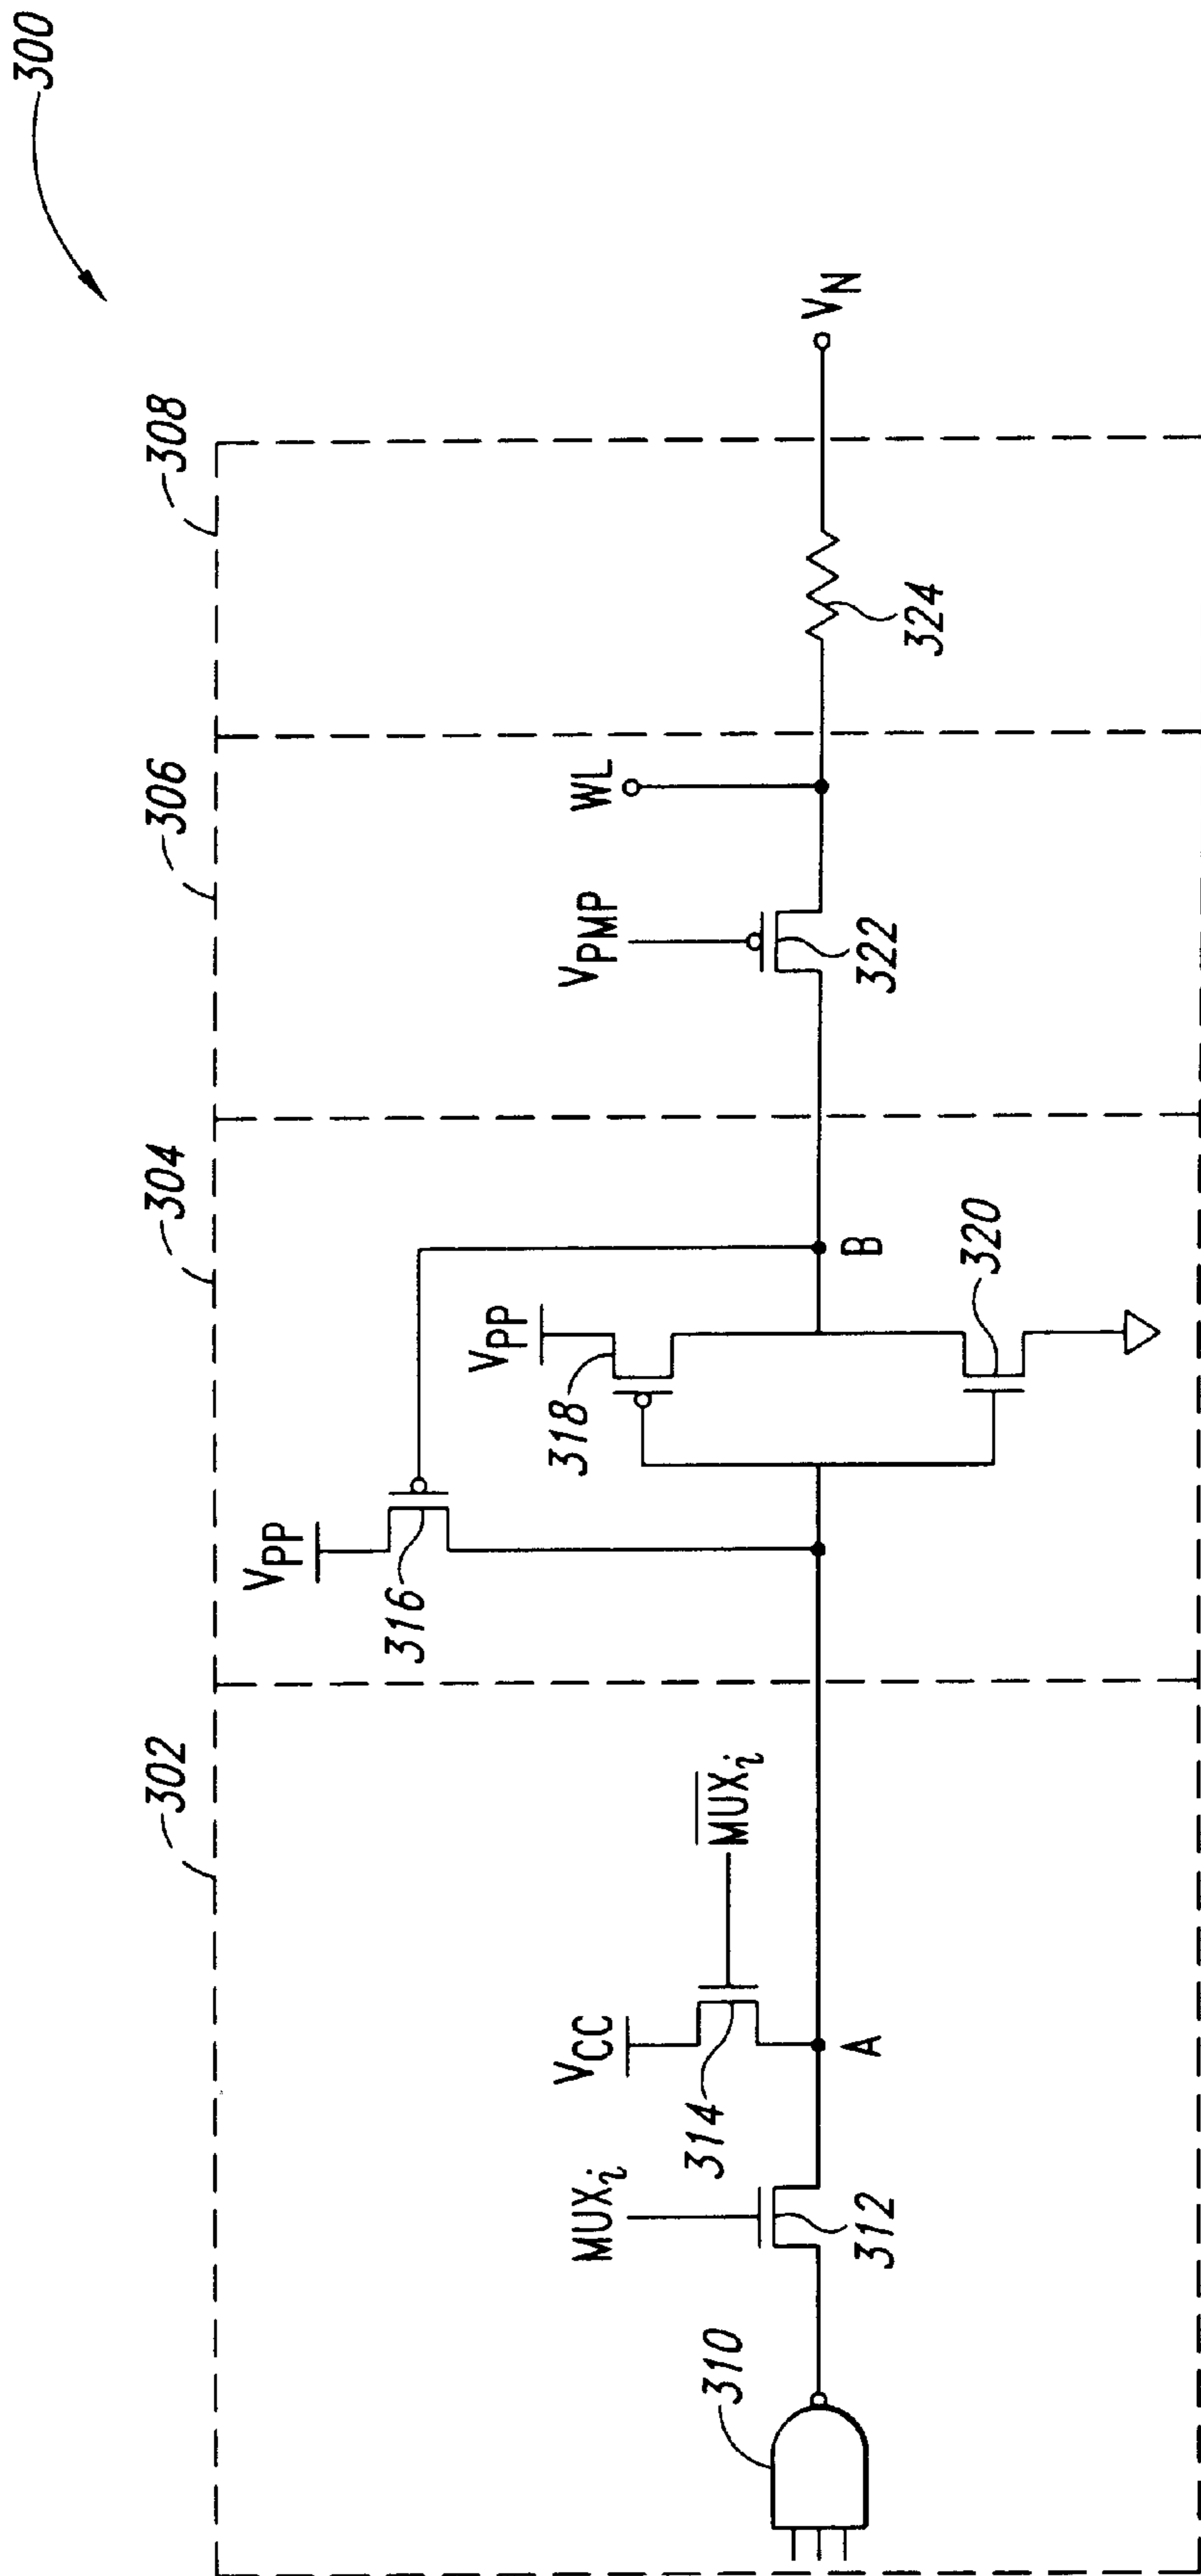 300
302
304
306
308
V_PP
316
V_PP
318
V_PMP
WL
MUX_i
V_CC
M̅U̅X̅_i
314
310
312
A
B
320
322
324
V_N